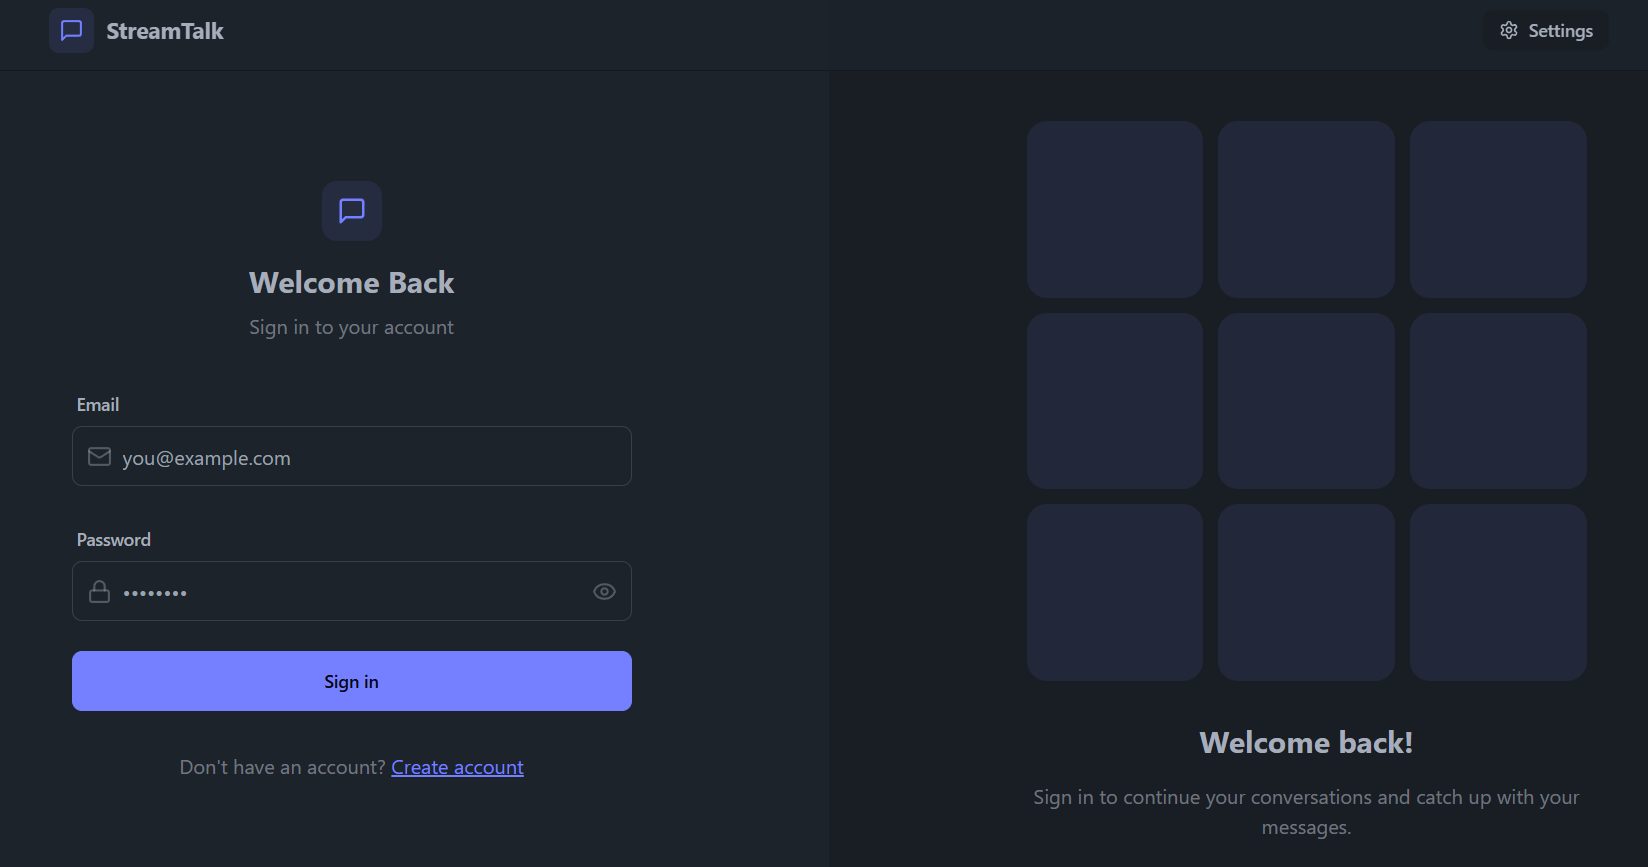 StreamTalk
Settings
Welcome Back
Sign in to your account
Email
you@example.com
Password
••••••••
Sign in
Don't have an account? Create account
Welcome back!
Sign in to continue your conversations and catch up with your
messages.